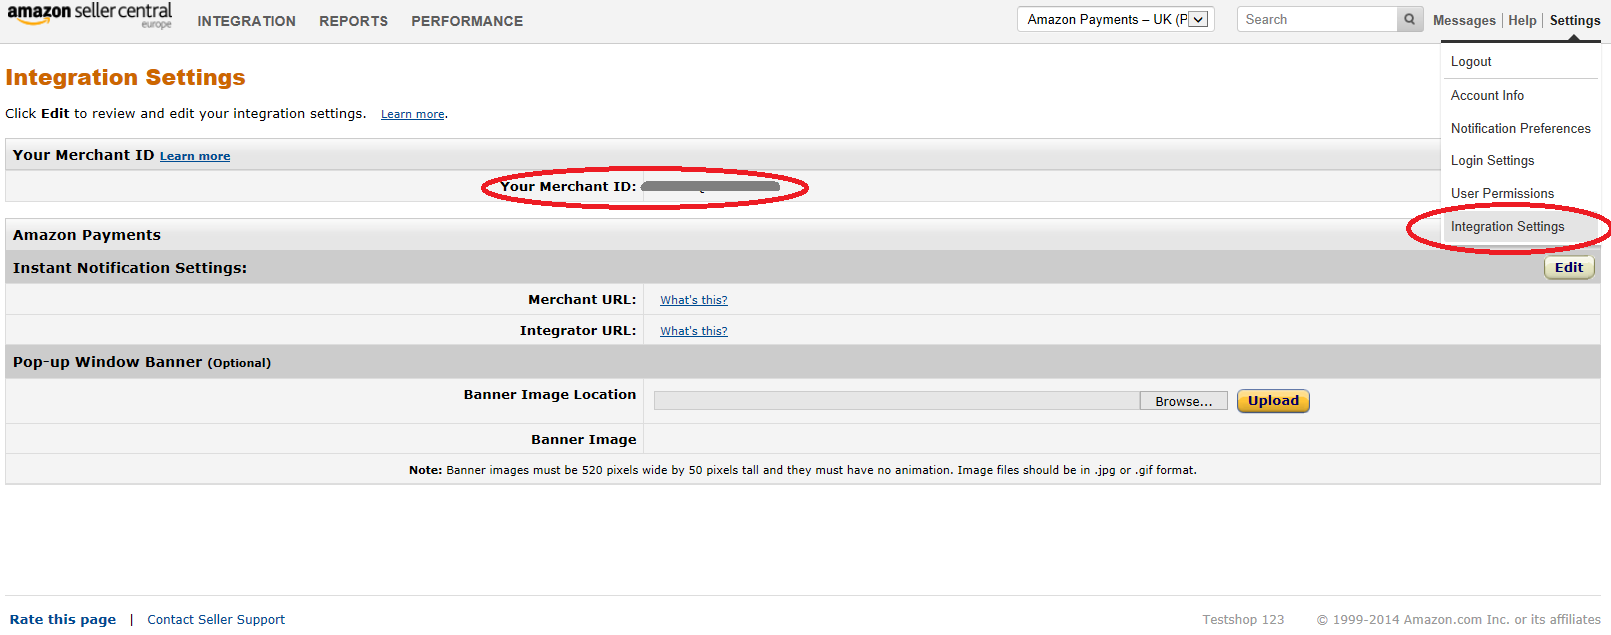 amazon seller central
europe
INTEGRATION REPORTS PERFORMANCE
Amazon Payments – UK (P
Search
Messages | Help | Settings
Logout
Account Info
Notification Preferences
Login Settings
User Permissions
Integration Settings
Integration Settings
Click Edit to review and edit your integration settings. Learn more.
Your Merchant ID Learn more
Your Merchant ID:
Amazon Payments
Instant Notification Settings:
Edit
Merchant URL: What's this?
Integrator URL: What's this?
Pop-up Window Banner (Optional)
Banner Image Location Browse... Upload
Banner Image
Note: Banner images must be 520 pixels wide by 50 pixels tall and they must have no animation. Image files should be in .jpg or .gif format.
Rate this page | Contact Seller Support
Testshop 123 © 1999-2014 Amazon.com Inc. or its affiliates